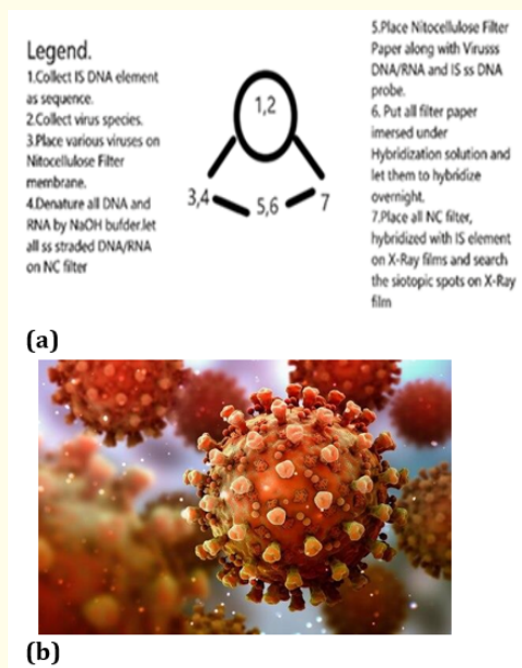 Legend.
1.Collect IS DNA element
as sequence.
2.Collect virus species.
3.Place various viruses on
Nitocellulose Filter
membrane.
4.Denature all DNA and
RNA by NaOH bufder.let
all ss straded DNA/RNA
on NC filter
1,2
3,4
5,6
7
5.Place Nitocellulose Filter
Paper along with Virusss
DNA/RNA and IS ss DNA
probe.
6. Put all filter paper
imersed under
Hybridization solution and
let them to hybridize
overnight.
7.Place all NC filter,
hybridized with IS element
on X-Ray films and search
the siotopic spots on X-Ray
film
(a)
(b)